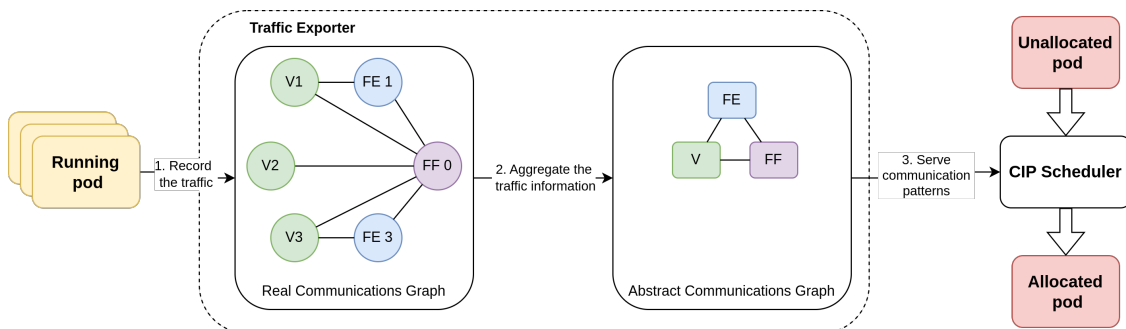 Traffic Exporter
Running
pod
1. Record
the traffic
V1
FE 1
V2
FF 0
V3
FE 3
Real Communications Graph
2. Aggregate the
traffic information
FE
V
FF
Abstract Communications Graph
3. Serve
communication
patterns
Unallocated
pod
CIP Scheduler
Allocated
pod